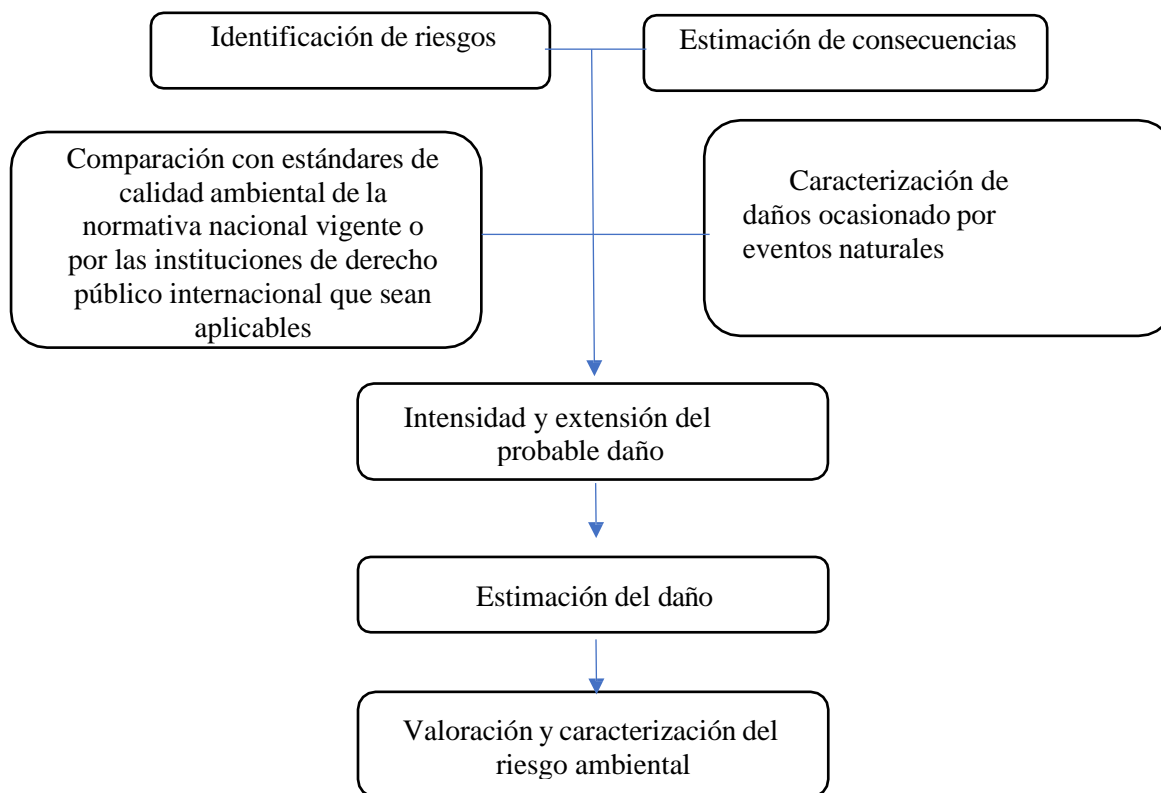 Identificación de riesgos
Estimación de consecuencias
Comparación con estándares de
calidad ambiental de la
normativa nacional vigente o
por las instituciones de derecho
público internacional que sean
aplicables
Caracterización de
daños ocasionado por
eventos naturales
Intensidad y extensión del
probable daño
Estimación del daño
Valoración y caracterización del
riesgo ambiental